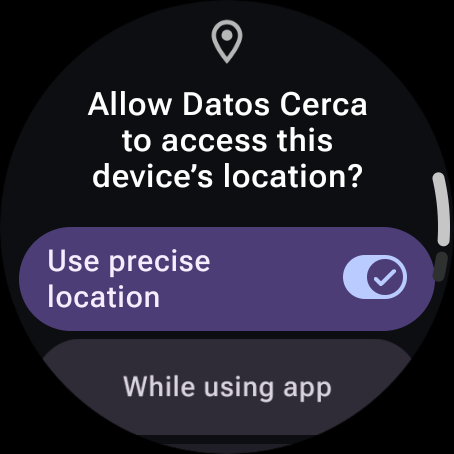 Allow Datos Cerca
to access this
device's location?
Use precise
location
While using app